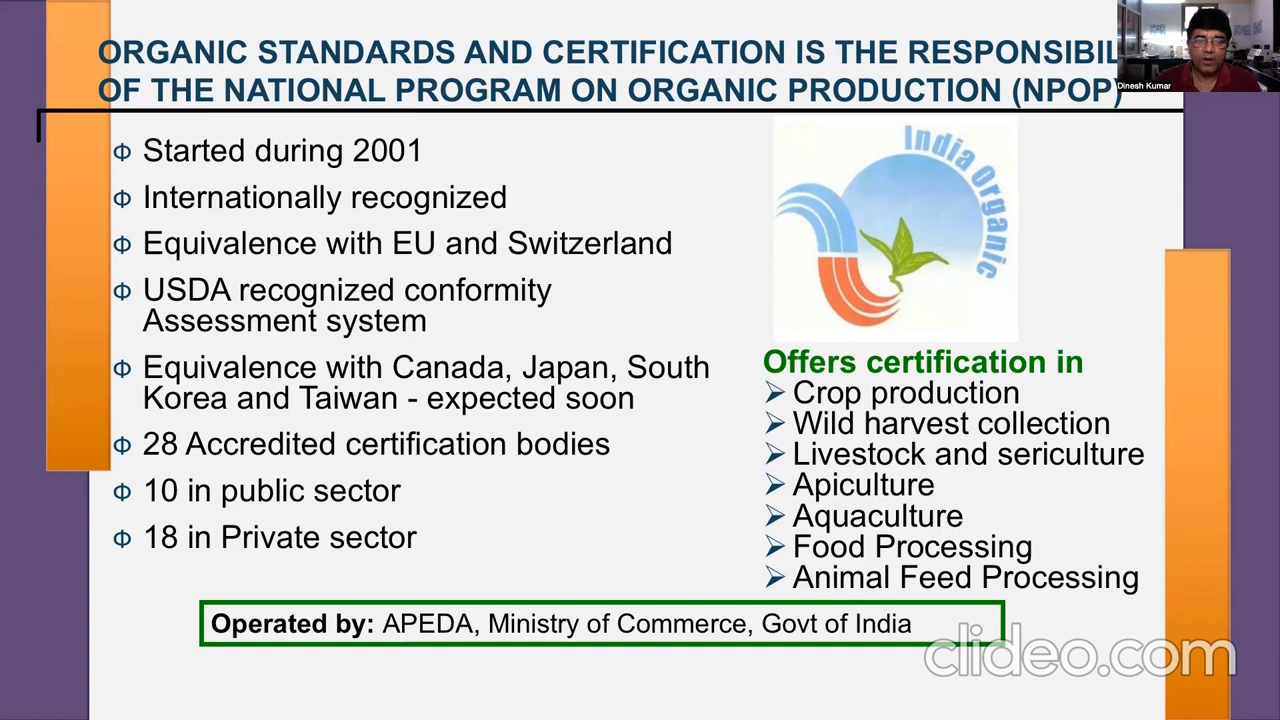 ORGANIC STANDARDS AND CERTIFICATION IS THE RESPONSIBIL
OF THE NATIONAL PROGRAM ON ORGANIC PRODUCTION (NPOP)
Dinesh Kumar
Φ Started during 2001
Φ Internationally recognized
Φ Equivalence with EU and Switzerland
Φ USDA recognized conformity
Assessment system
Φ Equivalence with Canada, Japan, South
Korea and Taiwan - expected soon
Φ 28 Accredited certification bodies
Φ 10 in public sector
Φ 18 in Private sector
India Organic
Offers certification in
➢ Crop production
➢ Wild harvest collection
➢ Livestock and sericulture
➢ Apiculture
➢ Aquaculture
➢ Food Processing
➢ Animal Feed Processing
Operated by: APEDA, Ministry of Commerce, Govt of India
clideo.com